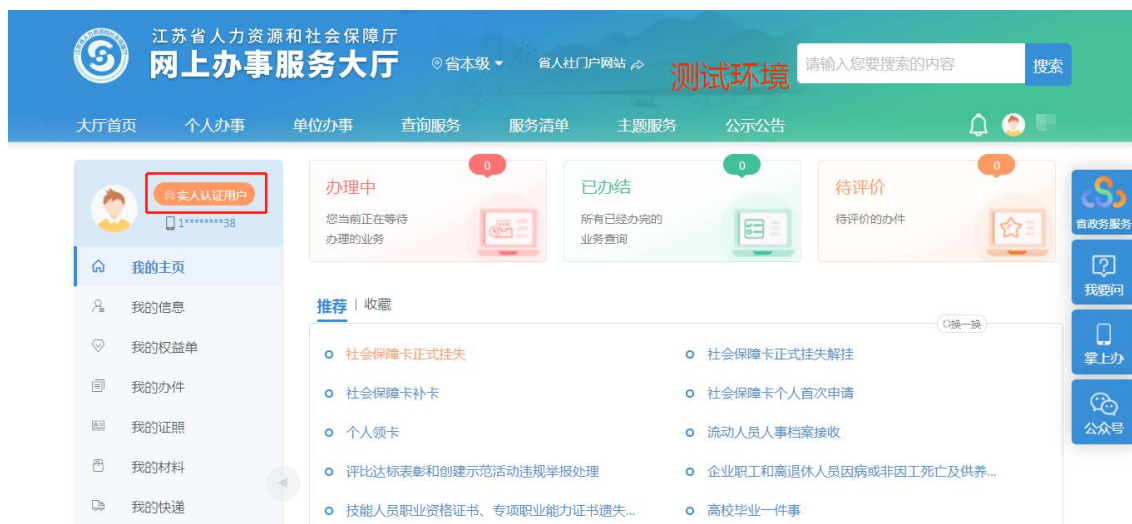 江苏省人力资源和社会保障厅
网上办事服务大厅
省本级
省人社门户网站
测试环境
请输入您要搜索的内容
搜索
大厅首页
个人办事
单位办事
查询服务
服务清单
主题服务
公示公告
实人认证用户
1********38
我的主页
我的信息
我的权益单
我的办件
我的证照
我的材料
我的快递
0
办理中
您当前正在等待
办理的业务
0
已办结
所有已经办完的
业务查询
0
待评价
待评价的办件
推荐 | 收藏
换一换
社会保障卡正式挂失
社会保障卡正式挂失解挂
社会保障卡补卡
社会保障卡个人首次申请
个人领卡
流动人员人事档案接收
评比达标表彰和创建示范活动违规举报处理
企业职工和离退休人员因病或非因工死亡及供养...
技能人员职业资格证书、专项职业能力证书遗失...
高校毕业一件事
省政务服务
我要问
掌上办
公众号